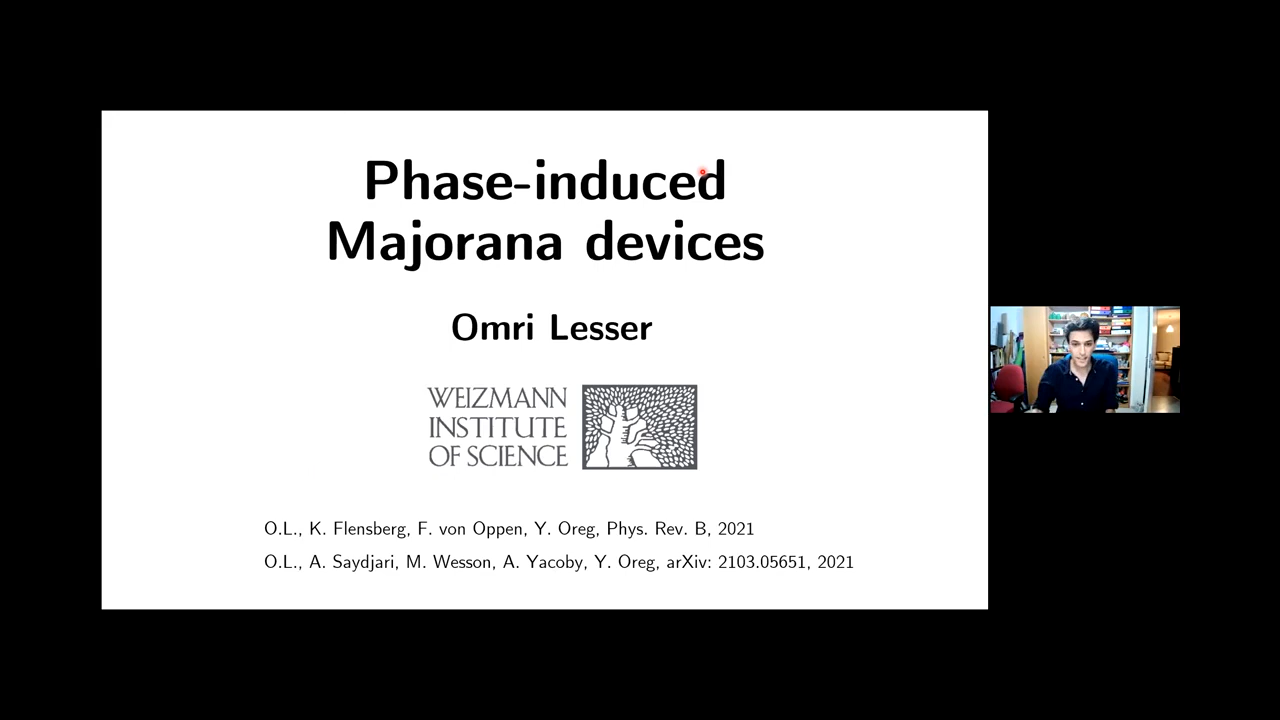 Phase-induced
Majorana devices
Omri Lesser
WEIZMANN
INSTITUTE
OF SCIENCE
O.L., K. Flensberg, F. von Oppen, Y. Oreg, Phys. Rev. B, 2021
O.L., A. Saydjari, M. Wesson, A. Yacoby, Y. Oreg, arXiv: 2103.05651, 2021